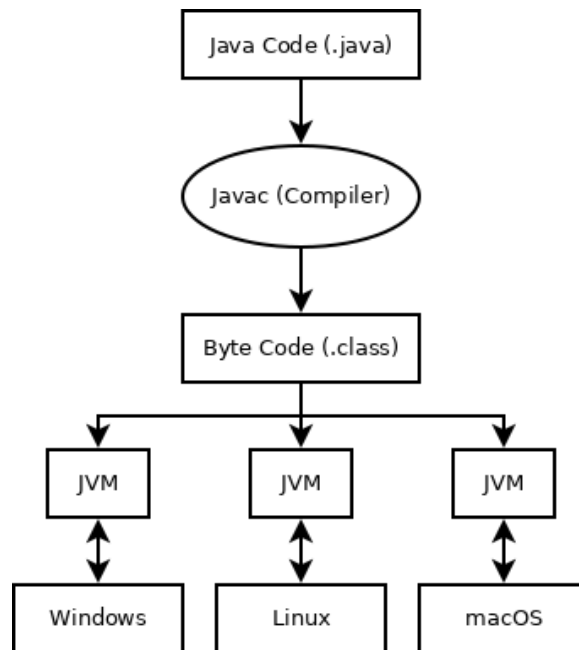 Java Code (.java)
Javac (Compiler)
Byte Code (.class)
JVM
JVM
JVM
Windows
Linux
macOS